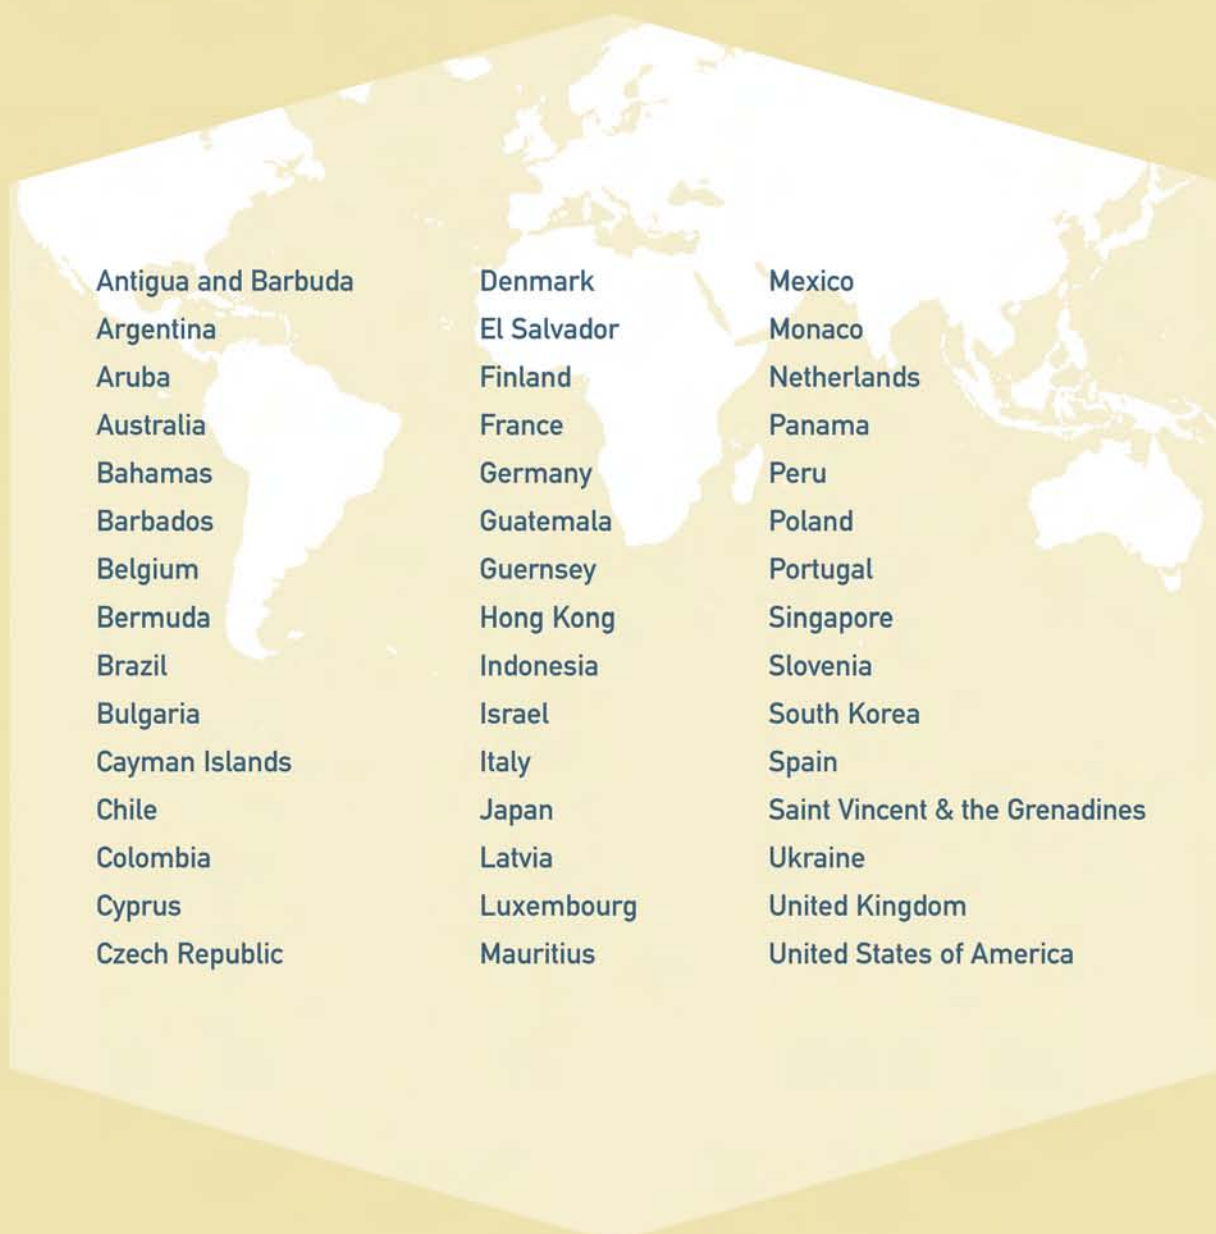 Antigua and Barbuda
Argentina
Aruba
Australia
Bahamas
Barbados
Belgium
Bermuda
Brazil
Bulgaria
Cayman Islands
Chile
Colombia
Cyprus
Czech Republic
Denmark
El Salvador
Finland
France
Germany
Guatemala
Guernsey
Hong Kong
Indonesia
Israel
Italy
Japan
Latvia
Luxembourg
Mauritius
Mexico
Monaco
Netherlands
Panama
Peru
Poland
Portugal
Singapore
Slovenia
South Korea
Spain
Saint Vincent & the Grenadines
Ukraine
United Kingdom
United States of America